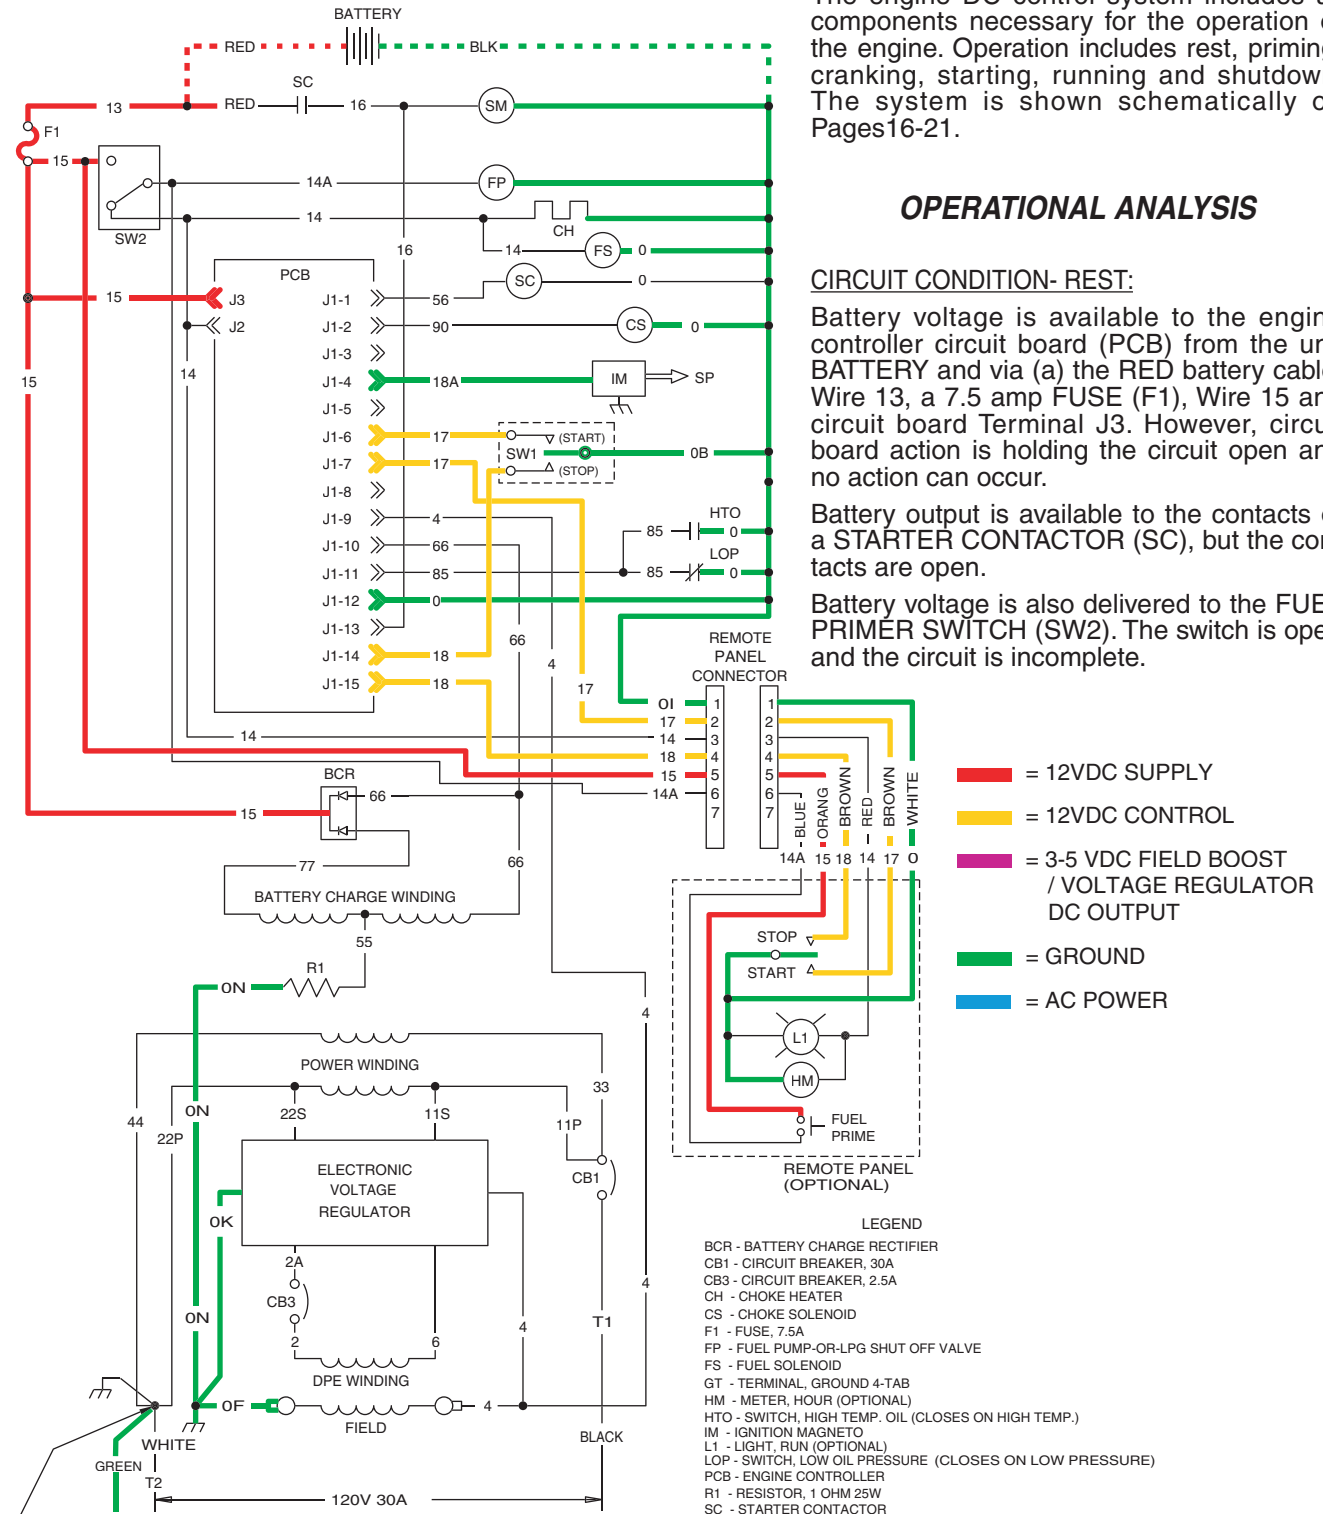 The engine DC control system includes
components necessary for the operation
the engine. Operation includes rest, priming
cranking, starting, running and shutdow
The system is shown schematically o
Pages16-21.
OPERATIONAL ANALYSIS
CIRCUIT CONDITION- REST:
Battery voltage is available to the engin
controller circuit board (PCB) from the un
BATTERY and via (a) the RED battery cable
Wire 13, a 7.5 amp FUSE (F1), Wire 15 an
circuit board Terminal J3. However, circu
board action is holding the circuit open an
no action can occur.
Battery output is available to the contacts
a STARTER CONTACTOR (SC), but the con
tacts are open.
Battery voltage is also delivered to the FUE
PRIMER SWITCH (SW2). The switch is ope
and the circuit is incomplete.
= 12VDC SUPPLY
= 12VDC CONTROL
= 3-5 VDC FIELD BOOST
/ VOLTAGE REGULATOR
DC OUTPUT
= GROUND
= AC POWER
BATTERY
RED
BLK
SC
13
RED
16
SM
F1
15
14A
FP
14
CH
SW2
16
14
FS
0
PCB
SC
0
15
J3
J2
14
15
J1-1
56
J1-2
90
CS
0
J1-3
J1-4
18A
IM
SP
J1-5
J1-6
17
(START)
SW1
0B
J1-7
17
(STOP)
J1-8
J1-9
4
HTO
85
0
J1-10
66
LOP
J1-11
85
85
0
J1-12
0
J1-13
66
4
17
J1-14
18
J1-15
18
REMOTE
PANEL
CONNECTOR
0I
1
1
17
2
2
14
14
3
3
18
4
4
15
5
5
14A
6
6
7
7
BLUE
ORANG
BROWN
RED
BROWN
WHITE
14A
15
18
14
17
0
BCR
66
15
77
66
BATTERY CHARGE WINDING
55
R1
0N
4
STOP
START
L1
HM
FUEL
PRIME
REMOTE PANEL
(OPTIONAL)
POWER WINDING
33
44
22P
0N
22S
11S
11P
ELECTRONIC
VOLTAGE
REGULATOR
CB1
0K
2A
CB3
4
0N
2
6
4
T1
DPE WINDING
0F
4
FIELD
WHITE
GREEN
T2
BLACK
120V 30A
LEGEND
BCR - BATTERY CHARGE RECTIFIER
CB1 - CIRCUIT BREAKER, 30A
CB3 - CIRCUIT BREAKER, 2.5A
CH - CHOKE HEATER
CS - CHOKE SOLENOID
F1 - FUSE, 7.5A
FP - FUEL PUMP-OR-LPG SHUT OFF VALVE
FS - FUEL SOLENOID
GT - TERMINAL, GROUND 4-TAB
HM - METER, HOUR (OPTIONAL)
HTO - SWITCH, HIGH TEMP. OIL (CLOSES ON HIGH TEMP.)
IM - IGNITION MAGNETO
L1 - LIGHT, RUN (OPTIONAL)
LOP - SWITCH, LOW OIL PRESSURE (CLOSES ON LOW PRESSURE)
PCB - ENGINE CONTROLLER
R1 - RESISTOR, 1 OHM 25W
SC - STARTER CONTACTOR